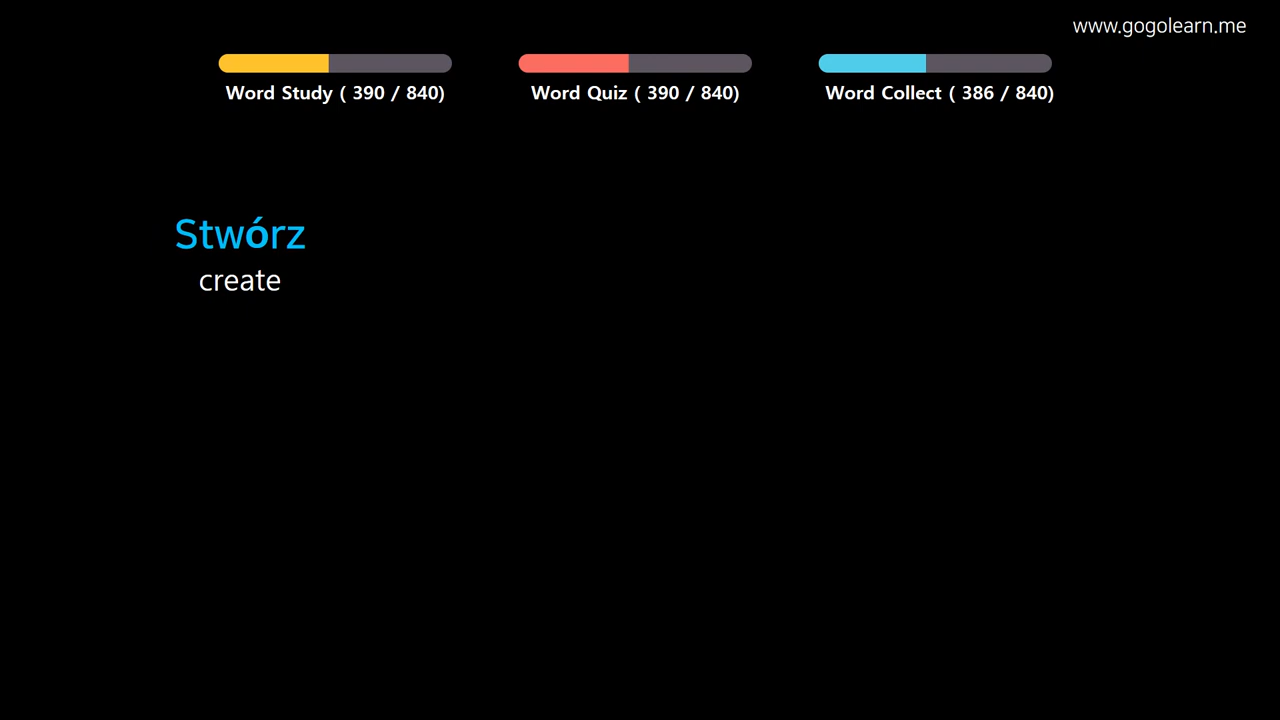 www.gogolearn.me
Word Study ( 390 / 840)
Word Quiz ( 390 / 840)
Word Collect ( 386 / 840)
Stwórz
create